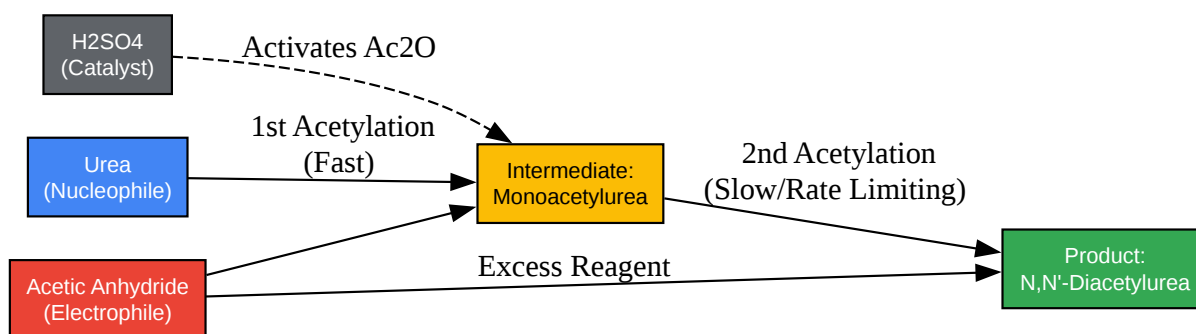 H2SO4
(Catalyst)
Activates Ac2O
Urea
(Nucleophile)
1st Acetylation
(Fast)
Intermediate:
Monoacetylurea
2nd Acetylation
(Slow/Rate Limiting)
Acetic Anhydride
(Electrophile)
Excess Reagent
Product:
N,N'-Diacetylurea